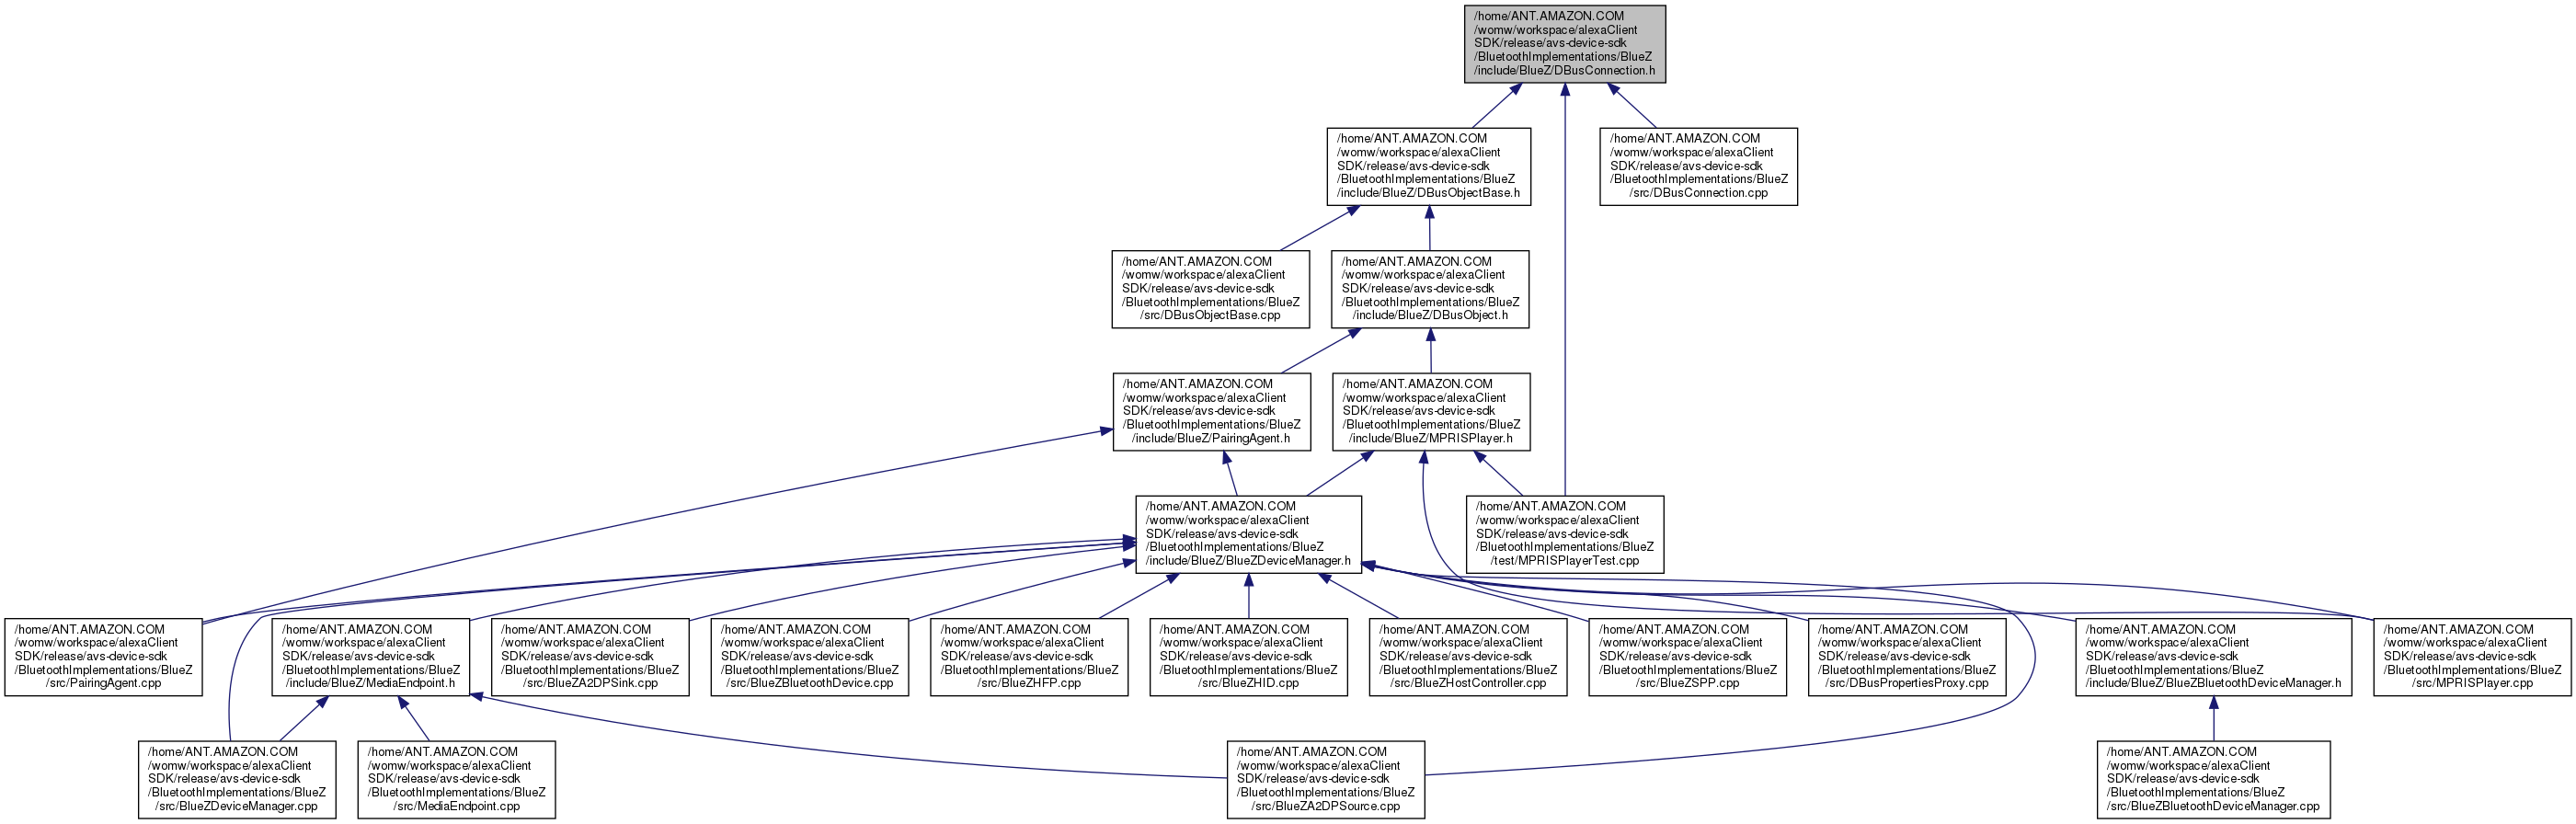 /home/ANT.AMAZON.COM
/womw/workspace/alexaClient
SDK/release/avs-device-sdk
/BluetoothImplementations/BlueZ
/include/BlueZ/DBusConnection.h
/home/ANT.AMAZON.COM
/womw/workspace/alexaClient
SDK/release/avs-device-sdk
/BluetoothImplementations/BlueZ
/include/BlueZ/DBusObjectBase.h
/home/ANT.AMAZON.COM
/womw/workspace/alexaClient
SDK/release/avs-device-sdk
/BluetoothImplementations/BlueZ
/src/DBusConnection.cpp
/home/ANT.AMAZON.COM
/womw/workspace/alexaClient
SDK/release/avs-device-sdk
/BluetoothImplementations/BlueZ
/src/DBusObjectBase.cpp
/home/ANT.AMAZON.COM
/womw/workspace/alexaClient
SDK/release/avs-device-sdk
/BluetoothImplementations/BlueZ
/include/BlueZ/DBusObject.h
/home/ANT.AMAZON.COM
/womw/workspace/alexaClient
SDK/release/avs-device-sdk
/BluetoothImplementations/BlueZ
/include/BlueZ/PairingAgent.h
/home/ANT.AMAZON.COM
/womw/workspace/alexaClient
SDK/release/avs-device-sdk
/BluetoothImplementations/BlueZ
/include/BlueZ/MPRISPlayer.h
/home/ANT.AMAZON.COM
/womw/workspace/alexaClient
SDK/release/avs-device-sdk
/BluetoothImplementations/BlueZ
/include/BlueZ/BlueZDeviceManager.h
/home/ANT.AMAZON.COM
/womw/workspace/alexaClient
SDK/release/avs-device-sdk
/BluetoothImplementations/BlueZ
/test/MPRISPlayerTest.cpp
/home/ANT.AMAZON.COM
/womw/workspace/alexaClient
SDK/release/avs-device-sdk
/BluetoothImplementations/BlueZ
/src/PairingAgent.cpp
/home/ANT.AMAZON.COM
/womw/workspace/alexaClient
SDK/release/avs-device-sdk
/BluetoothImplementations/BlueZ
/include/BlueZ/MediaEndpoint.h
/home/ANT.AMAZON.COM
/womw/workspace/alexaClient
SDK/release/avs-device-sdk
/BluetoothImplementations/BlueZ
/src/BlueZA2DPSink.cpp
/home/ANT.AMAZON.COM
/womw/workspace/alexaClient
SDK/release/avs-device-sdk
/BluetoothImplementations/BlueZ
/src/BlueZBluetoothDevice.cpp
/home/ANT.AMAZON.COM
/womw/workspace/alexaClient
SDK/release/avs-device-sdk
/BluetoothImplementations/BlueZ
/src/BlueZHFP.cpp
/home/ANT.AMAZON.COM
/womw/workspace/alexaClient
SDK/release/avs-device-sdk
/BluetoothImplementations/BlueZ
/src/BlueZHID.cpp
/home/ANT.AMAZON.COM
/womw/workspace/alexaClient
SDK/release/avs-device-sdk
/BluetoothImplementations/BlueZ
/src/BlueZHostController.cpp
/home/ANT.AMAZON.COM
/womw/workspace/alexaClient
SDK/release/avs-device-sdk
/BluetoothImplementations/BlueZ
/src/BlueZSPP.cpp
/home/ANT.AMAZON.COM
/womw/workspace/alexaClient
SDK/release/avs-device-sdk
/BluetoothImplementations/BlueZ
/src/DBusPropertiesProxy.cpp
/home/ANT.AMAZON.COM
/womw/workspace/alexaClient
SDK/release/avs-device-sdk
/BluetoothImplementations/BlueZ
/include/BlueZ/BlueZBluetoothDeviceManager.h
/home/ANT.AMAZON.COM
/womw/workspace/alexaClient
SDK/release/avs-device-sdk
/BluetoothImplementations/BlueZ
/src/MPRISPlayer.cpp
/home/ANT.AMAZON.COM
/womw/workspace/alexaClient
SDK/release/avs-device-sdk
/BluetoothImplementations/BlueZ
/src/BlueZDeviceManager.cpp
/home/ANT.AMAZON.COM
/womw/workspace/alexaClient
SDK/release/avs-device-sdk
/BluetoothImplementations/BlueZ
/src/MediaEndpoint.cpp
/home/ANT.AMAZON.COM
/womw/workspace/alexaClient
SDK/release/avs-device-sdk
/BluetoothImplementations/BlueZ
/src/BlueZA2DPSource.cpp
/home/ANT.AMAZON.COM
/womw/workspace/alexaClient
SDK/release/avs-device-sdk
/BluetoothImplementations/BlueZ
/src/BlueZBluetoothDeviceManager.cpp